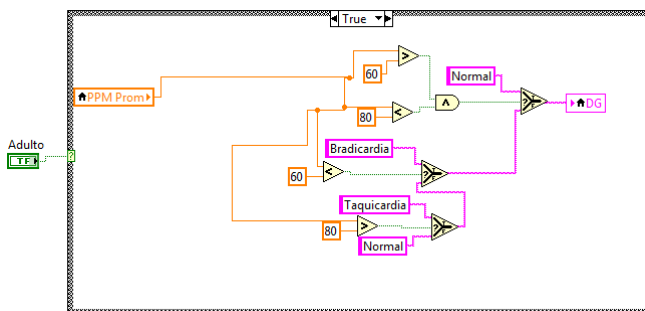 True
60
Normal
PPM Prom
DG
80
Adulto
TF
?
Bradicardia
60
Taquicardia
80
Normal